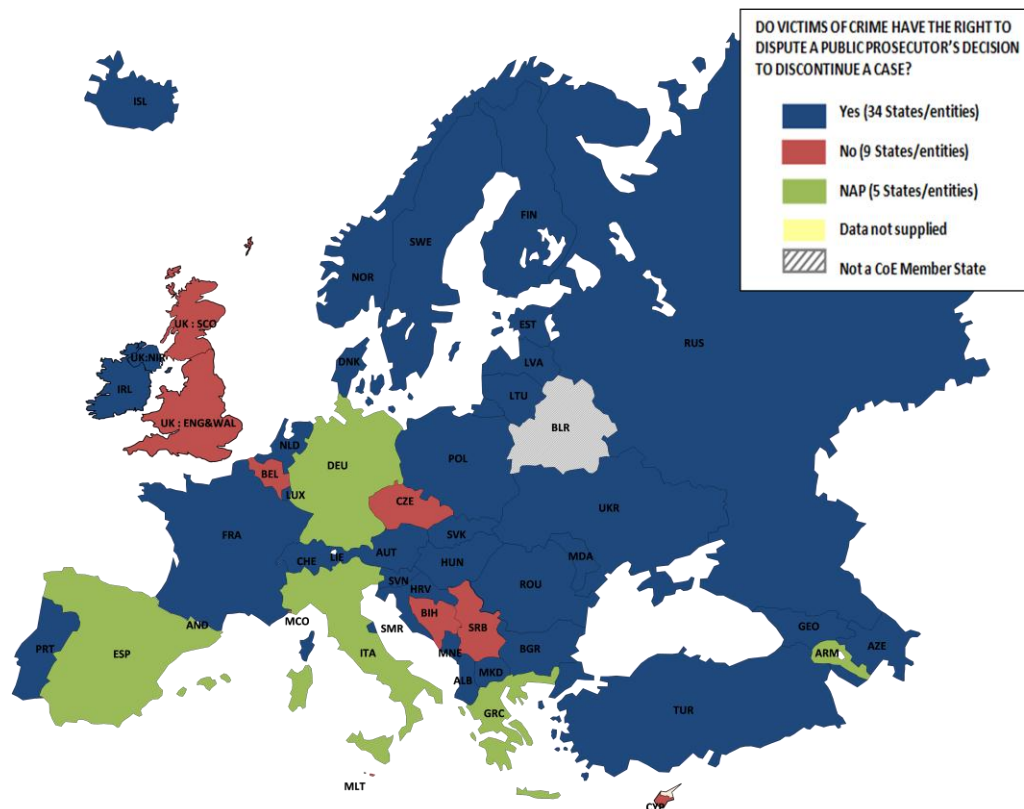 DO VICTIMS OF CRIME HAVE THE RIGHT TO
DISPUTE A PUBLIC PROSECUTOR'S DECISION
TO DISCONTINUE A CASE?
Yes (34 States/entities)
No (9 States/entities)
NAP (5 States/entities)
Data not supplied
Not a CoE Member State
ISL
FIN
SWE
NOR
UK : SCO
EST
RUS
UK:NIR
DNK
LVA
IRL
LTU
UK : ENG&WAL
BLR
NLD
POL
DEU
BEL
LUX
CZE
UKR
FRA
SVK
AUT
MDA
CHE
LIE
HUN
ROU
SVN
HRV
BIH
MCO
AND
SMR
SRB
GEO
PRT
ESP
ITA
MNE
BGR
AZE
ARM
ALB
MKD
GRC
TUR
MLT
CYP